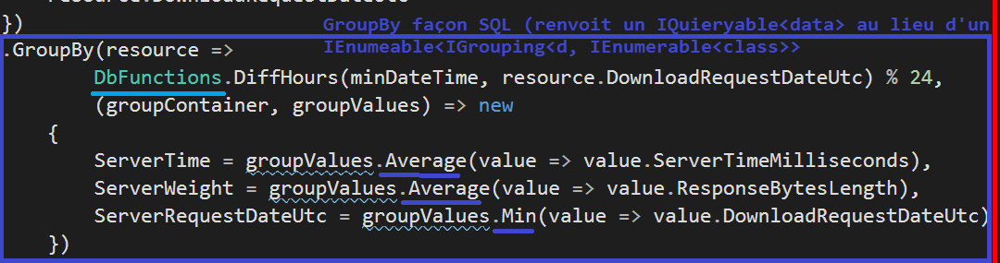 resource.DownloadRequestDateUtc
})
GroupBy façon SQL (renvoit un IQuieryable<data> au lieu d'un
IEnumeable<IGrouping<d, IEnumerable<class>>
.GroupBy(resource =>
DbFunctions.DiffHours(minDateTime, resource.DownloadRequestDateUtc) % 24,
(groupContainer, groupValues) => new
{
ServerTime = groupValues.Average(value => value.ServerTimeMilliseconds),
ServerWeight = groupValues.Average(value => value.ResponseBytesLength),
ServerRequestDateUtc = groupValues.Min(value => value.DownloadRequestDateUtc)
})